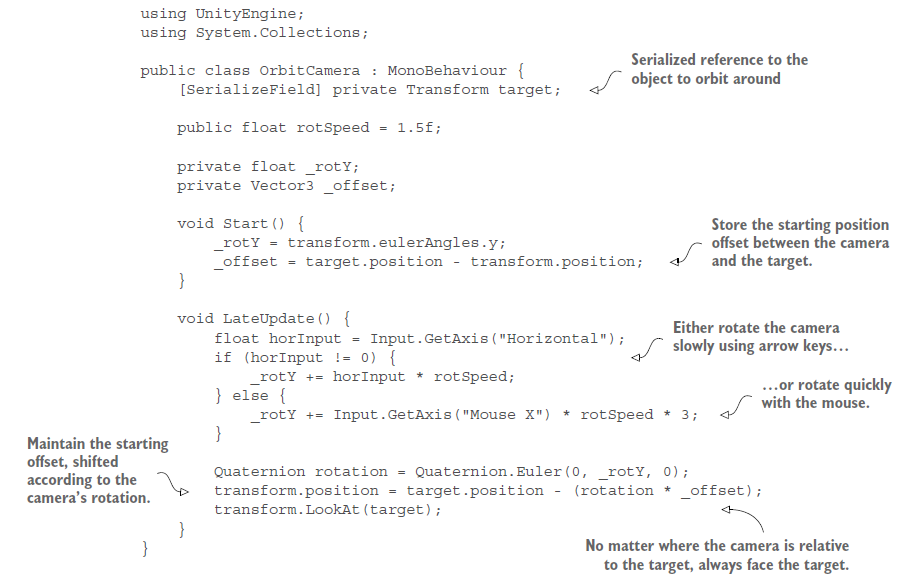 using UnityEngine;
using System.Collections;
public class OrbitCamera : MonoBehaviour {
[SerializeField] private Transform target;
Serialized reference to the
object to orbit around
public float rotSpeed = 1.5f;
private float _rotY;
private Vector3 _offset;
void Start() {
_rotY = transform.eulerAngles.y;
_offset = target.position - transform.position;
}
Store the starting position
offset between the camera
and the target.
void LateUpdate() {
float horInput = Input.GetAxis("Horizontal");
if (horInput != 0) {
_rotY += horInput * rotSpeed;
} else {
_rotY += Input.GetAxis("Mouse X") * rotSpeed * 3;
}
Either rotate the camera
slowly using arrow keys…
…or rotate quickly
with the mouse.
Maintain the starting
offset, shifted
according to the
camera's rotation.
Quaternion rotation = Quaternion.Euler(0, _rotY, 0);
transform.position = target.position - (rotation * _offset);
transform.LookAt(target);
}
}
No matter where the camera is relative
to the target, always face the target.